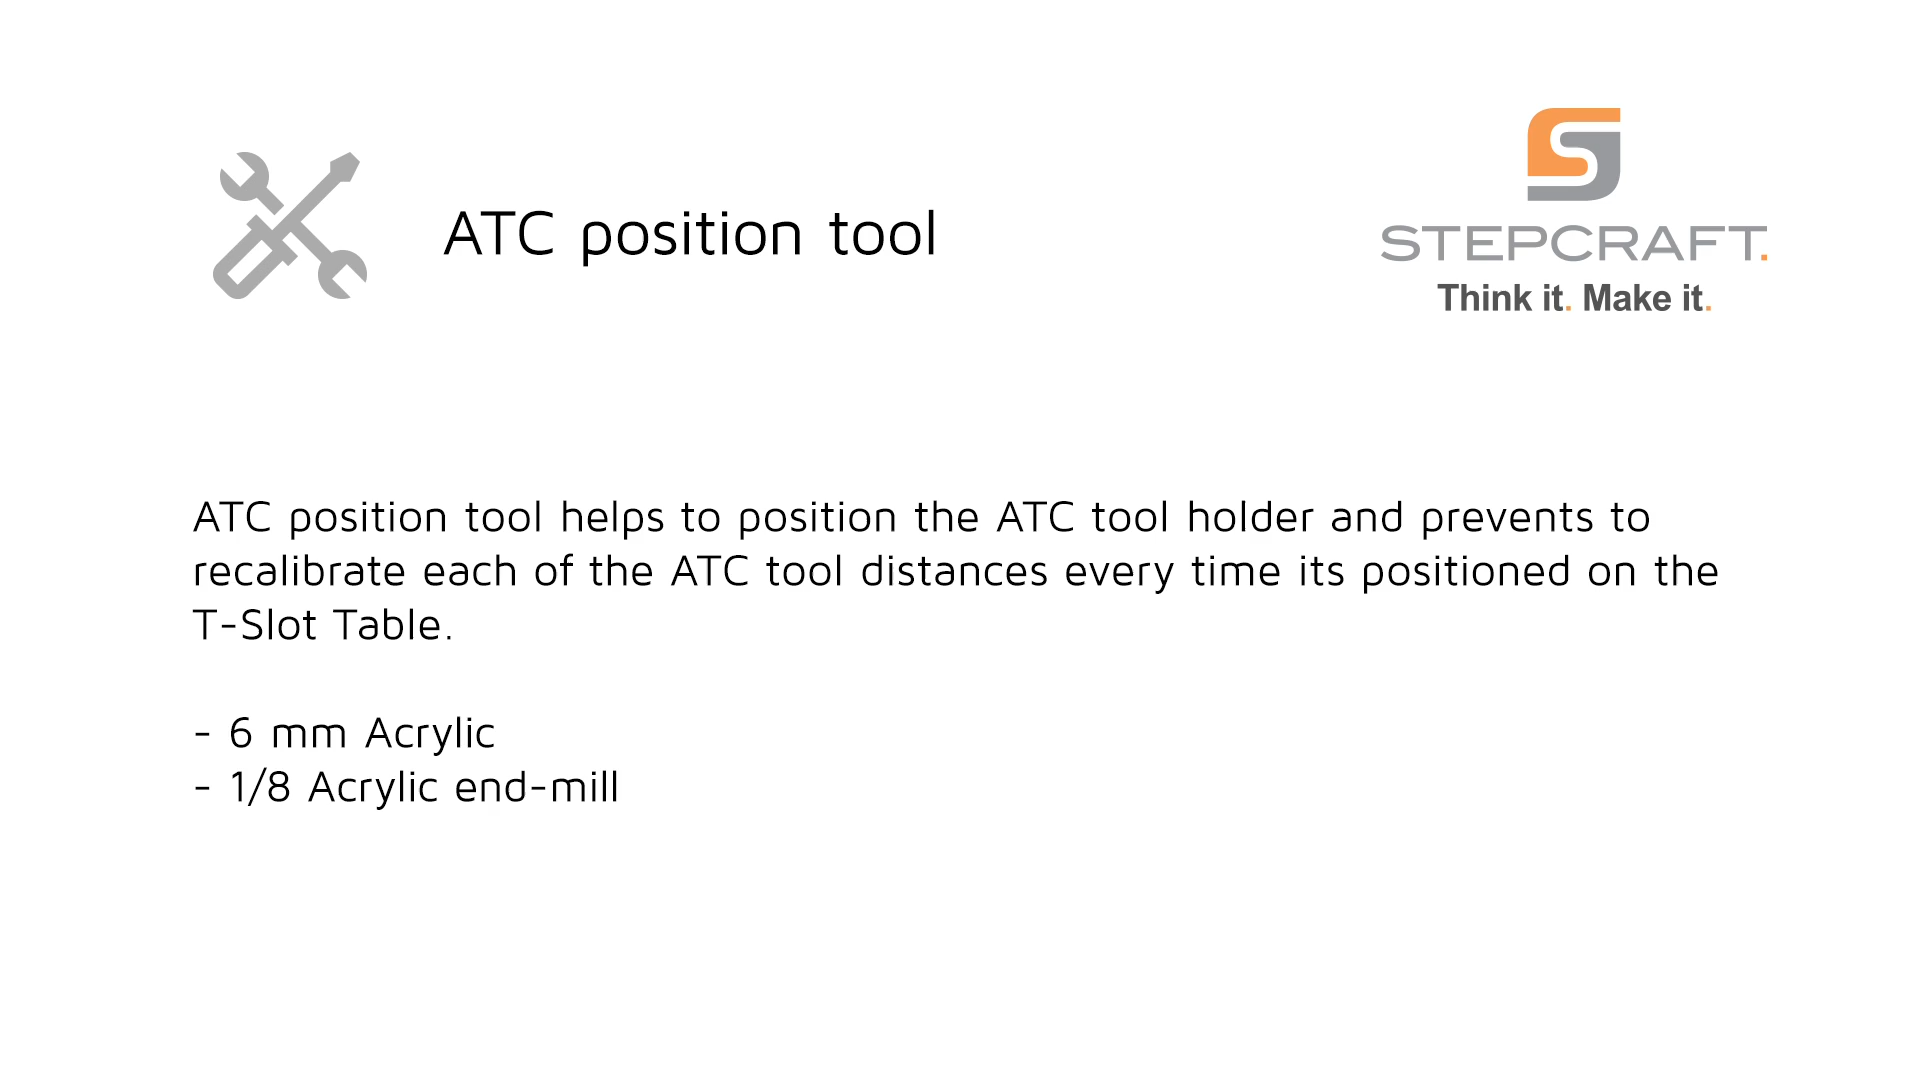 ATC position tool
STEPCRAFT.
Think it. Make it.
ATC position tool helps to position the ATC tool holder and prevents to
recalibrate each of the ATC tool distances every time its positioned on the
T-Slot Table.
- 6 mm Acrylic
- 1/8 Acrylic end-mill